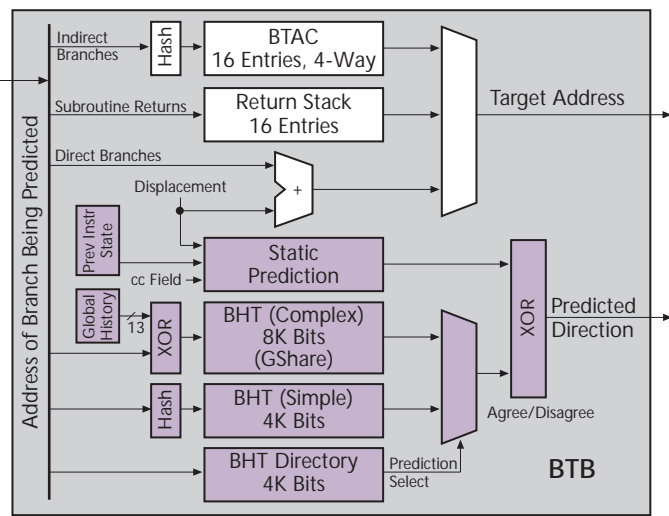 Address of Branch Being Predicted
Indirect
Branches
Hash
BTAC
16 Entries, 4-Way
Subroutine Returns
Return Stack
16 Entries
Target Address
Direct Branches
+
Displacement
Prev Instr
State
cc Field
Static
Prediction
Global
History
13
XOR
BHT (Complex)
8K Bits
(GShare)
XOR
Predicted
Direction
Hash
BHT (Simple)
4K Bits
Agree/Disagree
BHT Directory
4K Bits
Prediction
Select
BTB